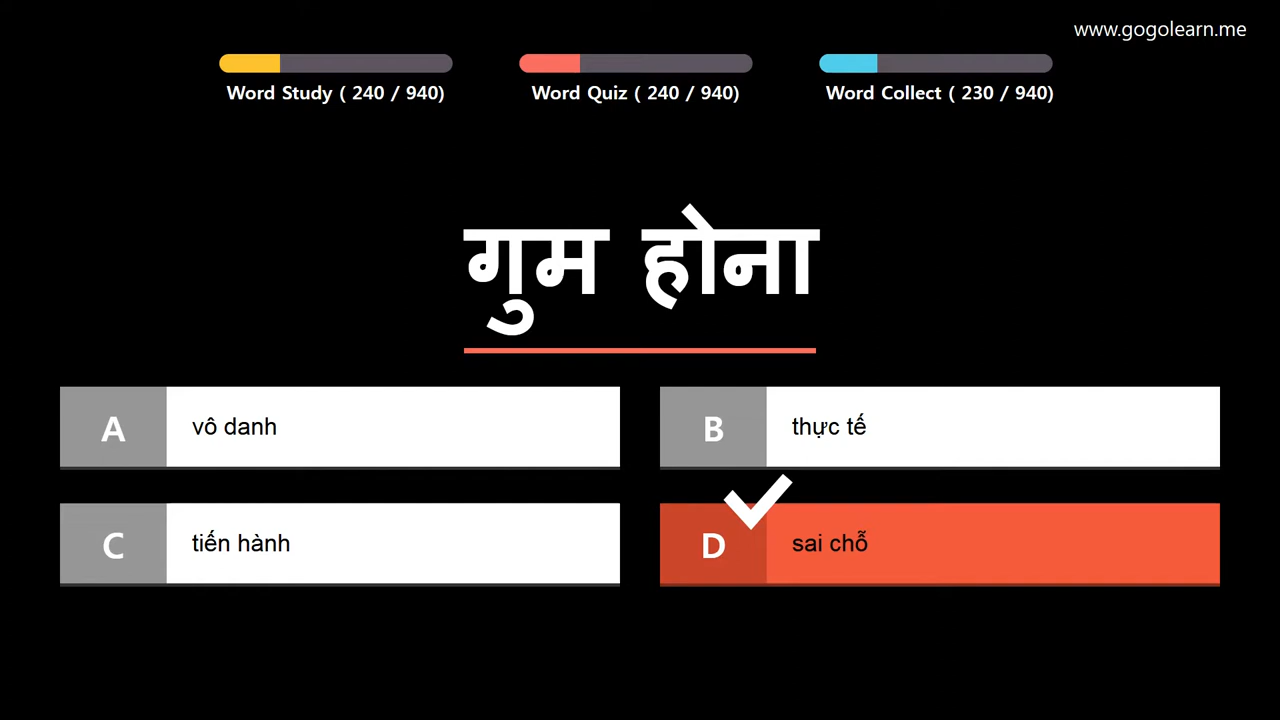 www.gogolearn.me
Word Study ( 240 / 940)
Word Quiz ( 240 / 940)
Word Collect ( 230 / 940)
गुम होना
A vô danh
B thực tế
C tiến hành
D sai chỗ